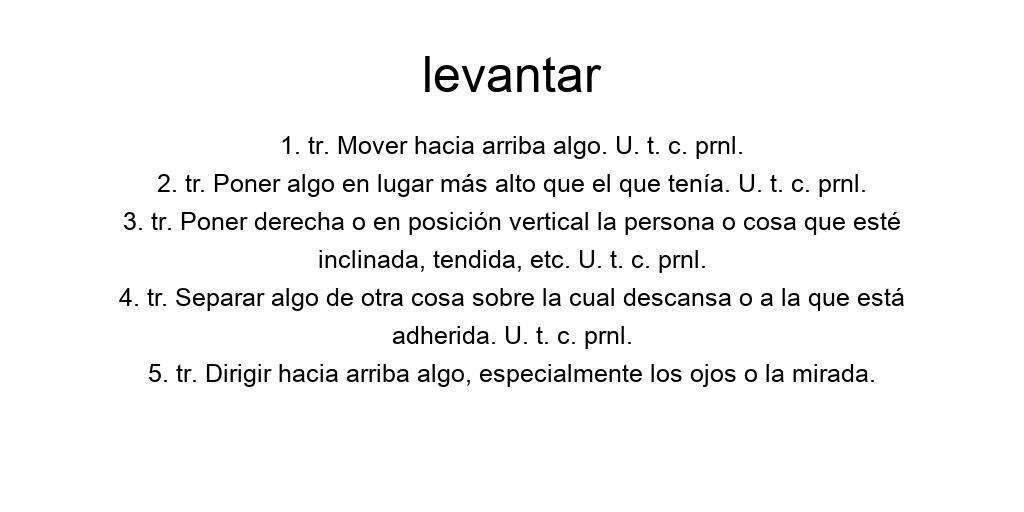 levantar
1. tr. Mover hacia arriba algo. U. t. c. prnl.
2. tr. Poner algo en lugar más alto que el que tenía. U. t. c. prnl.
3. tr. Poner derecha o en posición vertical la persona o cosa que esté
inclinada, tendida, etc. U. t. c. prnl.
4. tr. Separar algo de otra cosa sobre la cual descansa o a la que está
adherida. U. t. c. prnl.
5. tr. Dirigir hacia arriba algo, especialmente los ojos o la mirada.